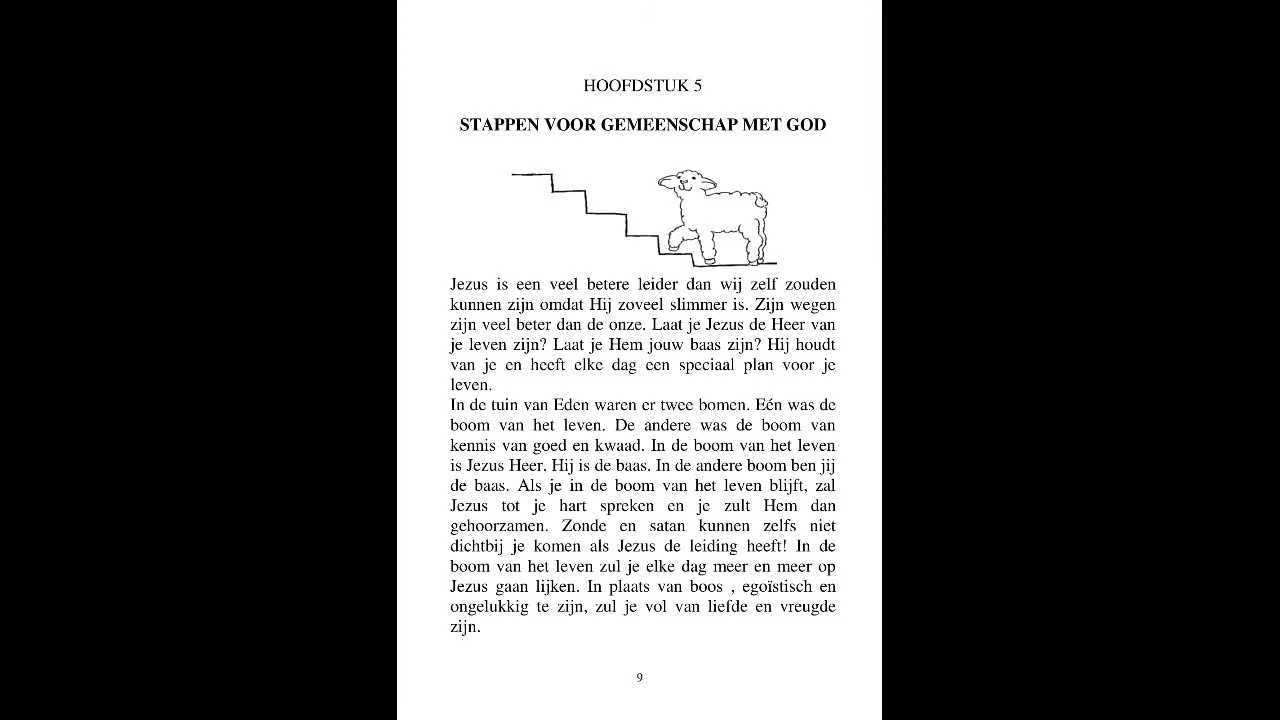 HOOFDSTUK 5
STAPPEN VOOR GEMEENSCHAP MET GOD
Jezus is een veel betere leider dan wij zelf zouden
kunnen zijn omdat Hij zoveel slimmer is. Zijn wegen
zijn veel beter dan de onze. Laat je Jezus de Heer van
je leven zijn? Laat je Hem jouw baas zijn? Hij houdt
van je en heeft elke dag een speciaal plan voor je
leven.
In de tuin van Eden waren er twee bomen. Eén was de
boom van het leven. De andere was de boom van
kennis van goed en kwaad. In de boom van het leven
is Jezus Heer. Hij is de baas. In de andere boom ben jij
de baas. Als je in de boom van het leven blijft, zal
Jezus tot je hart spreken en je zult Hem dan
gehoorzamen. Zonde en satan kunnen zelfs niet
dichtbij je komen als Jezus de leiding heeft! In de
boom van het leven zul je elke dag meer en meer op
Jezus gaan lijken. In plaats van boos , egoïstisch en
ongelukkig te zijn, zul je vol van liefde en vreugde
zijn.
9